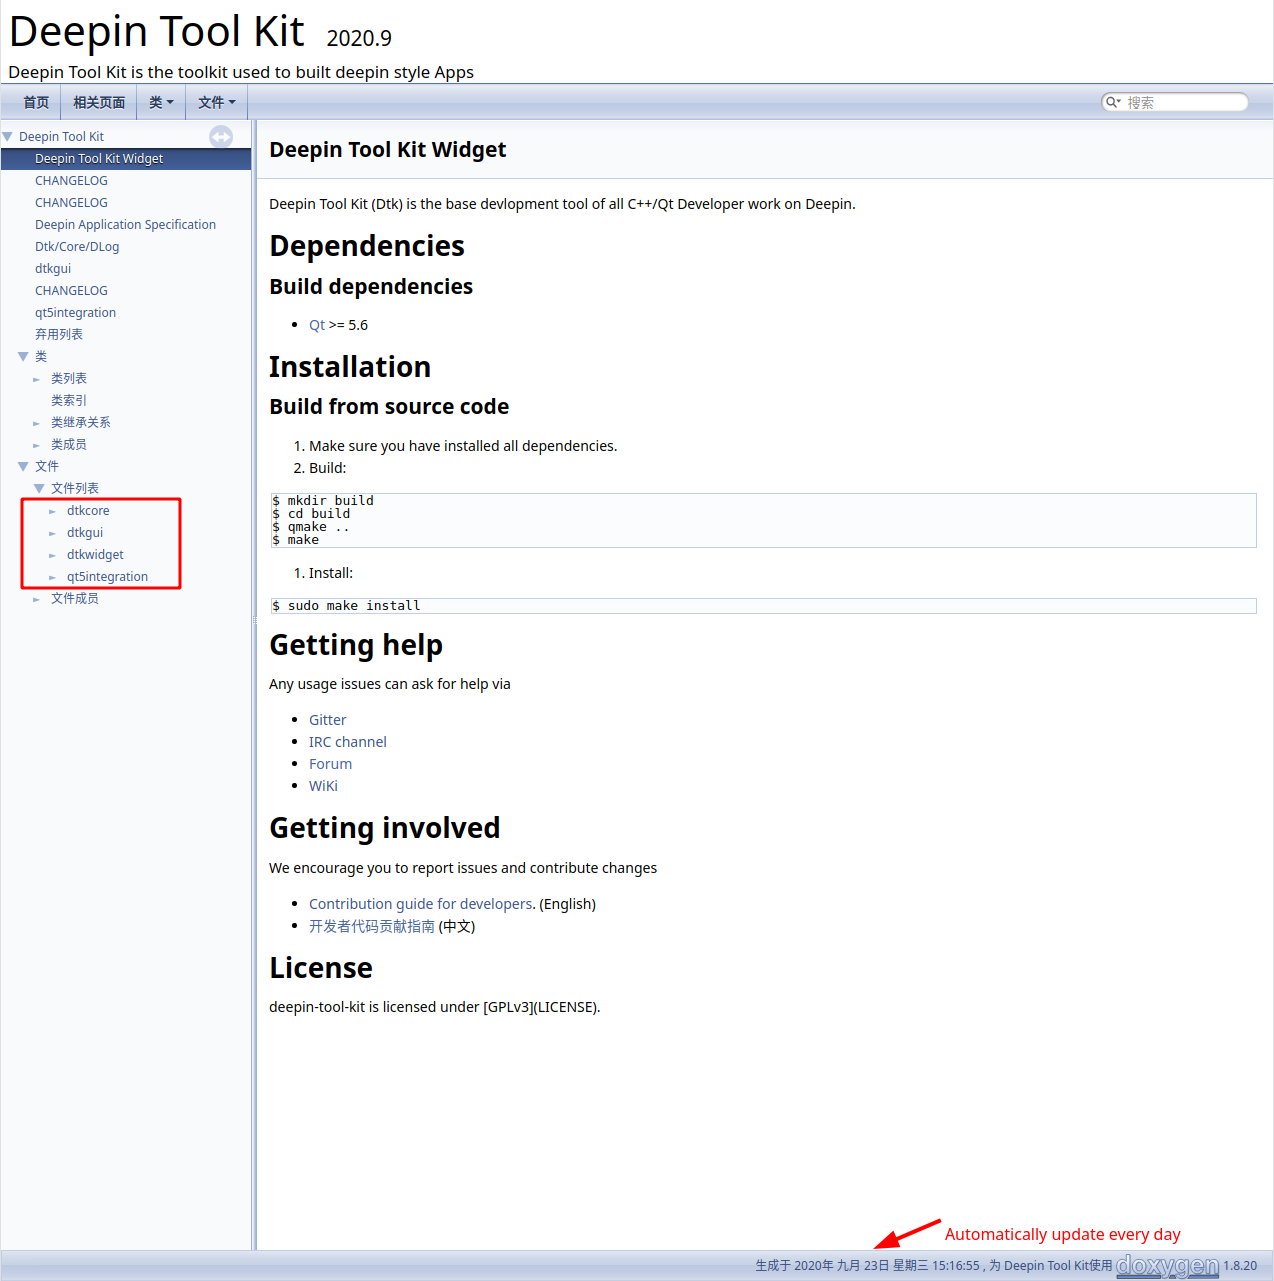 Deepin Tool Kit 2020.9
Deepin Tool Kit is the toolkit used to built deepin style Apps
首页 相关页面 类 文件 搜索
Deepin Tool Kit
Deepin Tool Kit Widget
CHANGELOG
CHANGELOG
Deepin Application Specification
Dtk/Core/DLog
dtkgui
CHANGELOG
qt5integration
弃用列表
类
类列表
类索引
类继承关系
类成员
文件
文件列表
dtkcore
dtkgui
dtkwidget
qt5integration
文件成员
Deepin Tool Kit Widget
Deepin Tool Kit (Dtk) is the base devlopment tool of all C++/Qt Developer work on Deepin.
Dependencies
Build dependencies
• Qt >= 5.6
Installation
Build from source code
1. Make sure you have installed all dependencies.
2. Build:
$ mkdir build
$ cd build
$ qmake ..
$ make
1. Install:
$ sudo make install
Getting help
Any usage issues can ask for help via
• Gitter
• IRC channel
• Forum
• WiKi
Getting involved
We encourage you to report issues and contribute changes
• Contribution guide for developers. (English)
• 开发者代码贡献指南 (中文)
License
deepin-tool-kit is licensed under [GPLv3](LICENSE).
Automatically update every day
生成于 2020年 九月 23日 星期三 15:16:55 , 为 Deepin Tool Kit使用 doxygen 1.8.20